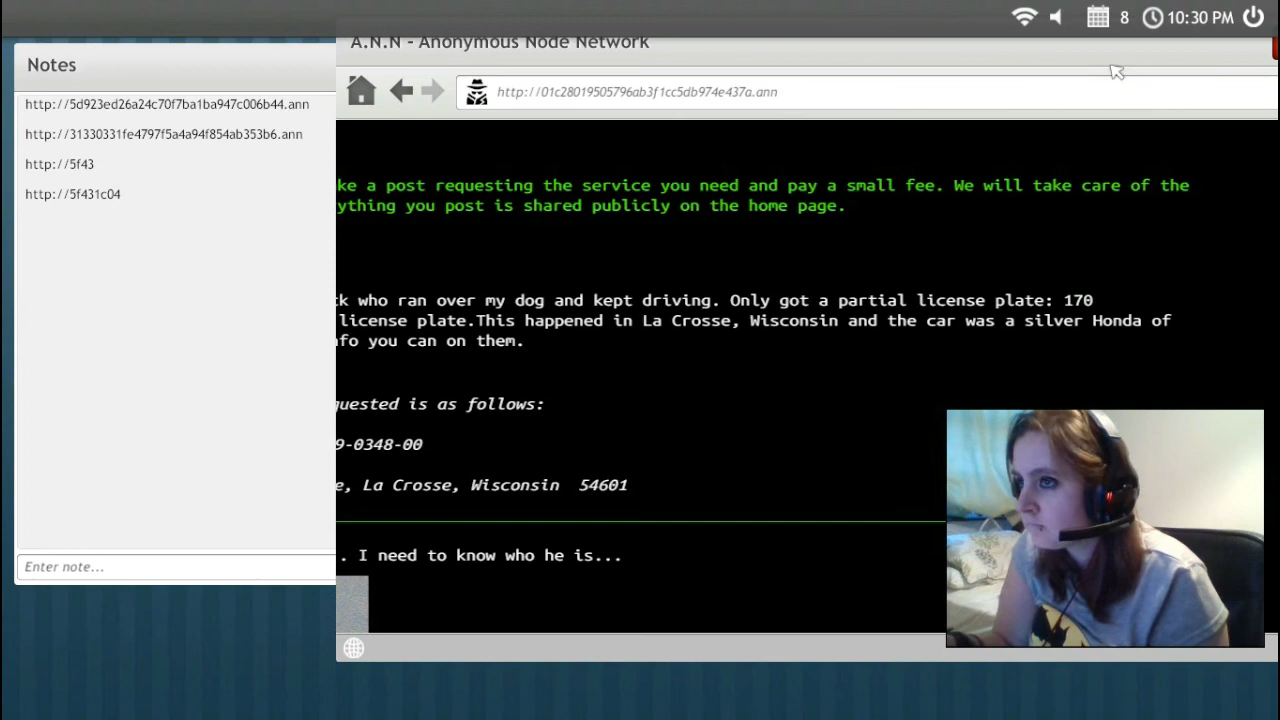 8 10:30 PM
Notes
http://5d923ed26a24c70f7ba1ba947c006b44.ann
http://31330331fe4797f5a4a94f854ab353b6.ann
http://5f43
http://5f431c04
Enter note...
A.N.N - Anonymous Node Network
http://01c28019505796ab3f1cc5db974e437a.ann
ke a post requesting the service you need and pay a small fee. We will take care of the
ything you post is shared publicly on the home page.
k who ran over my dog and kept driving. Only got a partial license plate: 170
license plate.This happened in La Crosse, Wisconsin and the car was a silver Honda of
nfo you can on them.
quested is as follows:
9-0348-00
e, La Crosse, Wisconsin 54601
. I need to know who he is...